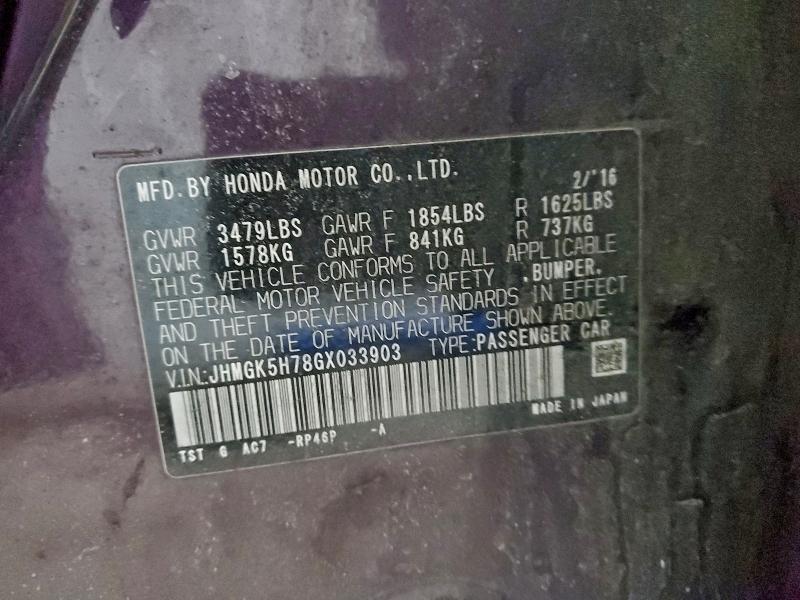 MFD. BY HONDA MOTOR CO., LTD. 2/'16
GVWR 3479LBS GAWR F 1854LBS R 1625LBS
GVWR 1578KG GAWR F 841KG R 737KG
THIS VEHICLE CONFORMS TO ALL APPLICABLE
FEDERAL MOTOR VEHICLE SAFETY ,BUMPER,
AND THEFT PREVENTION STANDARDS IN EFFECT
ON THE DATE OF MANUFACTURE SHOWN ABOVE.
V.I.N.:JHMGK5H78GX033903 TYPE:PASSENGER CAR
MADE IN JAPAN
TST G AC7 -RP46P -A